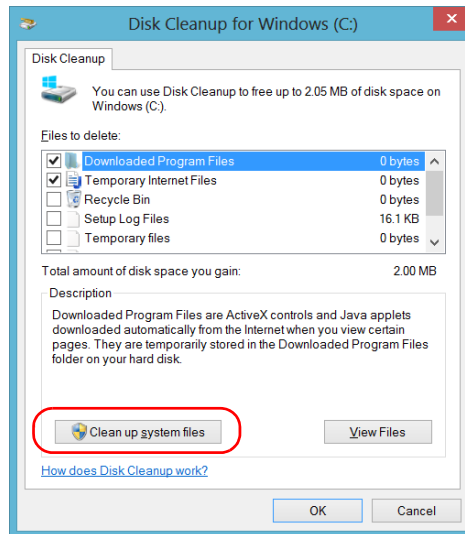 Disk Cleanup for Windows (C:)
Disk Cleanup
You can use Disk Cleanup to free up to 2.05 MB of disk space on
Windows (C:).
Files to delete:
Downloaded Program Files 0 bytes
Temporary Internet Files 0 bytes
Recycle Bin 0 bytes
Setup Log Files 16.1 KB
Temporary files 0 bytes
Total amount of disk space you gain: 2.00 MB
Description
Downloaded Program Files are ActiveX controls and Java applets
downloaded automatically from the Internet when you view certain
pages. They are temporarily stored in the Downloaded Program Files
folder on your hard disk.
Clean up system files View Files
How does Disk Cleanup work?
OK Cancel